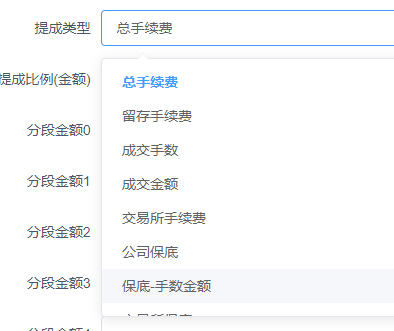 提成类型
总手续费
提成比例(金额)
总手续费
留存手续费
分段金额0
成交手数
分段金额1
成交金额
交易所手续费
分段金额2
公司保底
分段金额3
保底-手数金额